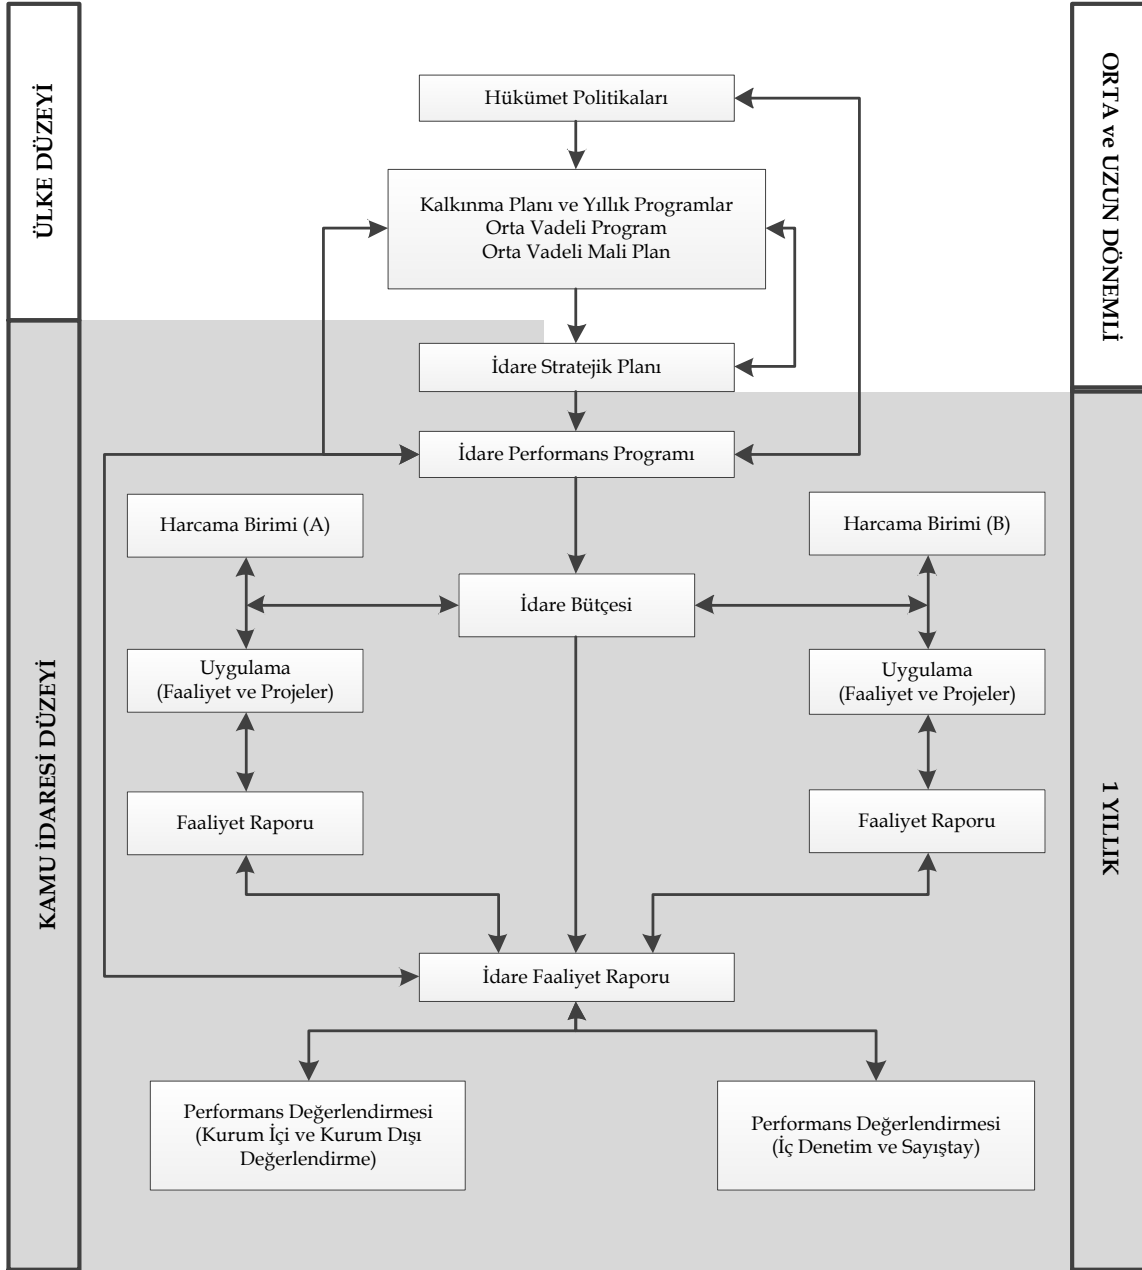 ÜLKE DÜZEYİ
ORTA ve UZUN DÖNEMLİ
Hükümet Politikaları
Kalkınma Planı ve Yıllık Programlar
Orta Vadeli Program
Orta Vadeli Mali Plan
İdare Stratejik Planı
İdare Performans Programı
KAMU İDARESİ DÜZEYİ
1 YILLIK
Harcama Birimi (A)
Harcama Birimi (B)
İdare Bütçesi
Uygulama
(Faaliyet ve Projeler)
Uygulama
(Faaliyet ve Projeler)
Faaliyet Raporu
Faaliyet Raporu
İdare Faaliyet Raporu
Performans Değerlendirmesi
(Kurum İçi ve Kurum Dışı
Değerlendirme)
Performans Değerlendirmesi
(İç Denetim ve Sayıştay)